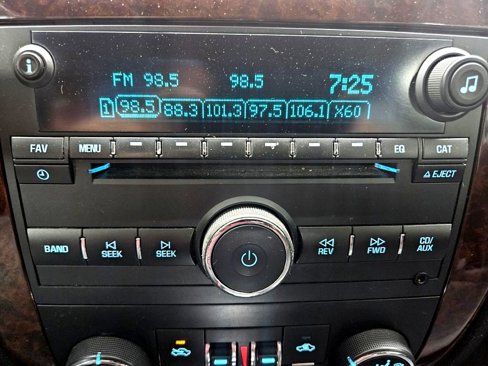 FM 98.5 98.5 7:25
1 98.5 88.3 101.3 97.5 106.1 X60
FAV MENU EQ CAT
EJECT
BAND SEEK SEEK REV FWD CD/
AUX